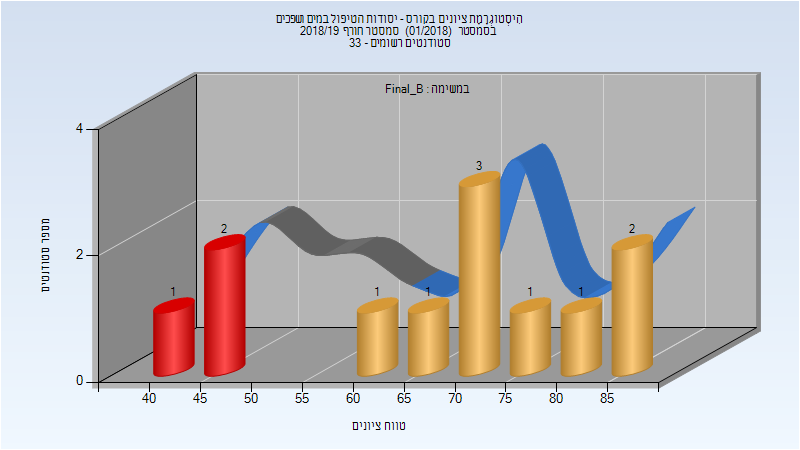 הִיסְטוֹגְרָמַת ציונים בקורס - יסודות הטיפול במים ושפכים
בסמסטר (01/2018) סמסטר חורף 2018/19
סטודנטים רשומים - 33
במשימה : Final_B
מספר סטודנטים
4
2
0
1
2
1
1
3
1
1
2
40 45 50 55 60 65 70 75 80 85
טווח ציונים